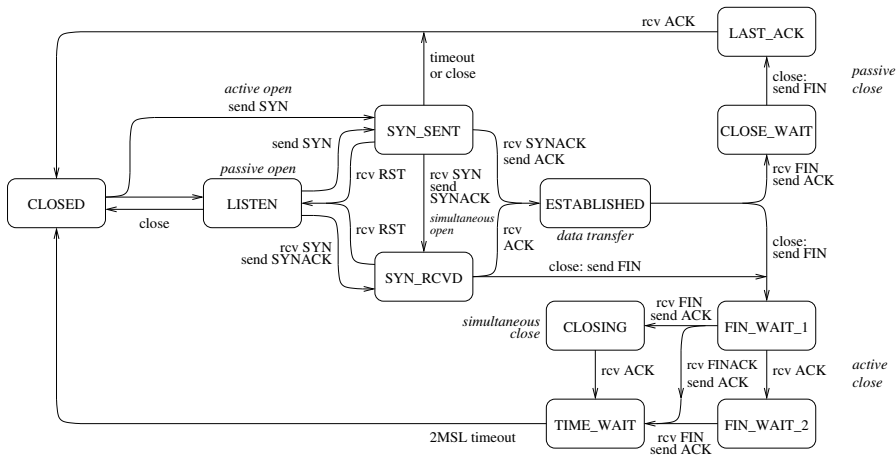 rcv ACK
LAST_ACK
timeout
or close
close:
send FIN
passive
close
active open
send SYN
SYN_SENT
CLOSE_WAIT
send SYN
rcv SYNACK
send ACK
passive open
rcv RST
rcv SYN
send
SYNACK
rcv FIN
send ACK
CLOSED
LISTEN
ESTABLISHED
close
rcv RST
simultaneous
open
rcv
ACK
data transfer
rcv SYN
send SYNACK
close:
send FIN
SYN_RCVD
close: send FIN
simultaneous
close
CLOSING
rcv FIN
send ACK
FIN_WAIT_1
rcv ACK
rcv FINACK
send ACK
rcv ACK
active
close
TIME_WAIT
FIN_WAIT_2
2MSL timeout
rcv FIN
send ACK